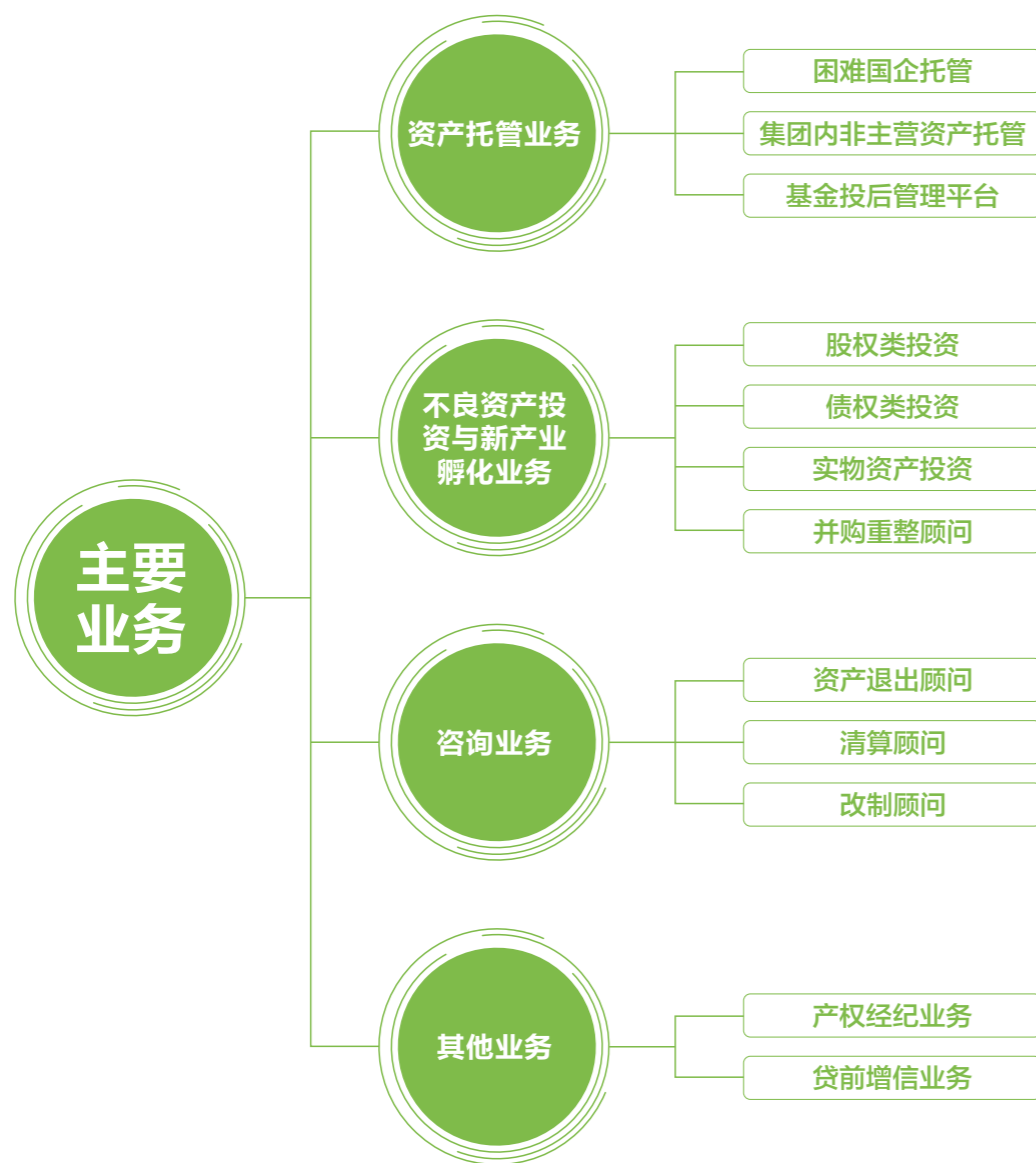 主要
业务
资产托管业务
困难国企托管
集团内非主营资产托管
基金投后管理平台
不良资产投
资与新产业
孵化业务
股权类投资
债权类投资
实物资产投资
并购重整顾问
咨询业务
资产退出顾问
清算顾问
改制顾问
其他业务
产权经纪业务
贷前增信业务